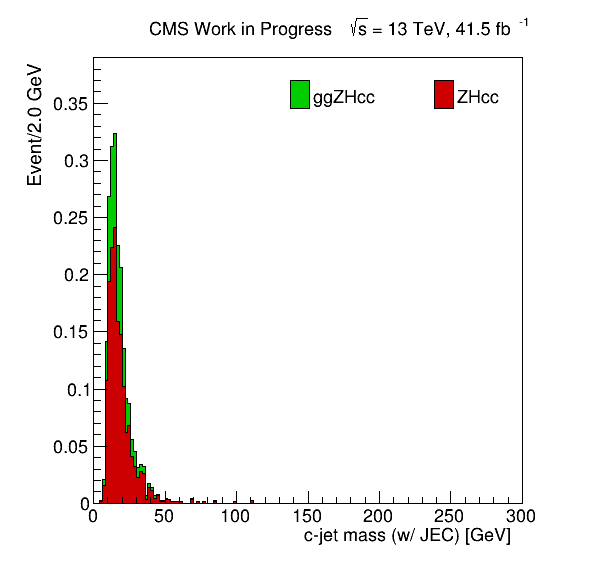 CMS Work in Progress √s = 13 TeV, 41.5 fb -1
Event/2.0 GeV
ggZHcc ZHcc
0.35
0.3
0.25
0.2
0.15
0.1
0.05
0
0 50 100 150 200 250 300
c-jet mass (w/ JEC) [GeV]